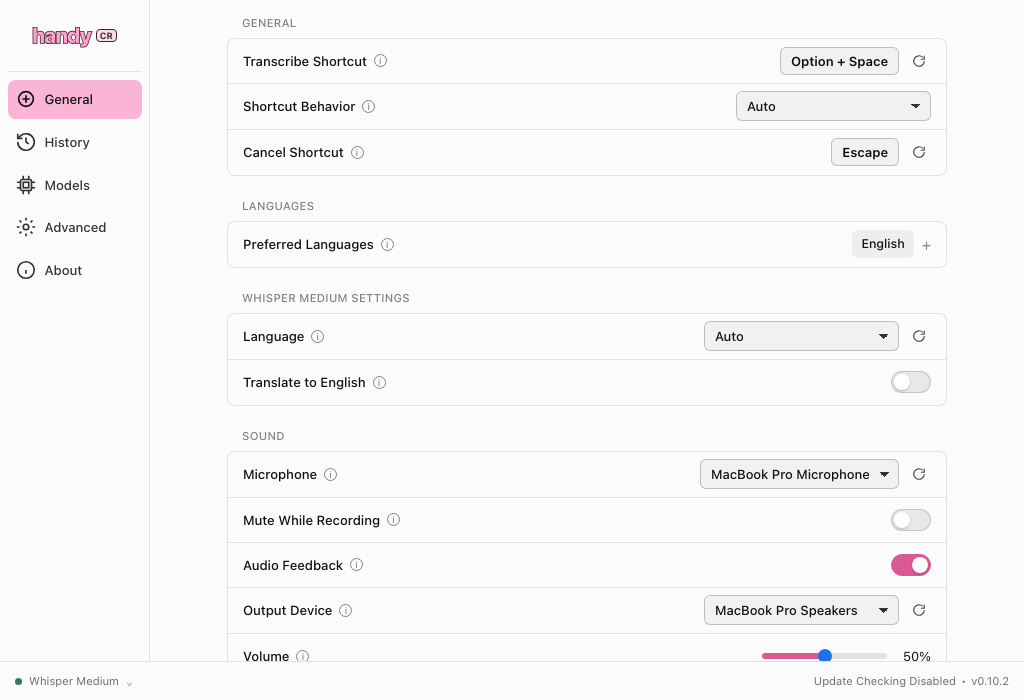 handy CR
General
History
Models
Advanced
About
GENERAL
Transcribe Shortcut
Option + Space
Shortcut Behavior
Auto
Cancel Shortcut
Escape
LANGUAGES
Preferred Languages
English +
WHISPER MEDIUM SETTINGS
Language
Auto
Translate to English
SOUND
Microphone
MacBook Pro Microphone
Mute While Recording
Audio Feedback
Output Device
MacBook Pro Speakers
Volume
50%
Whisper Medium
Update Checking Disabled • v0.10.2